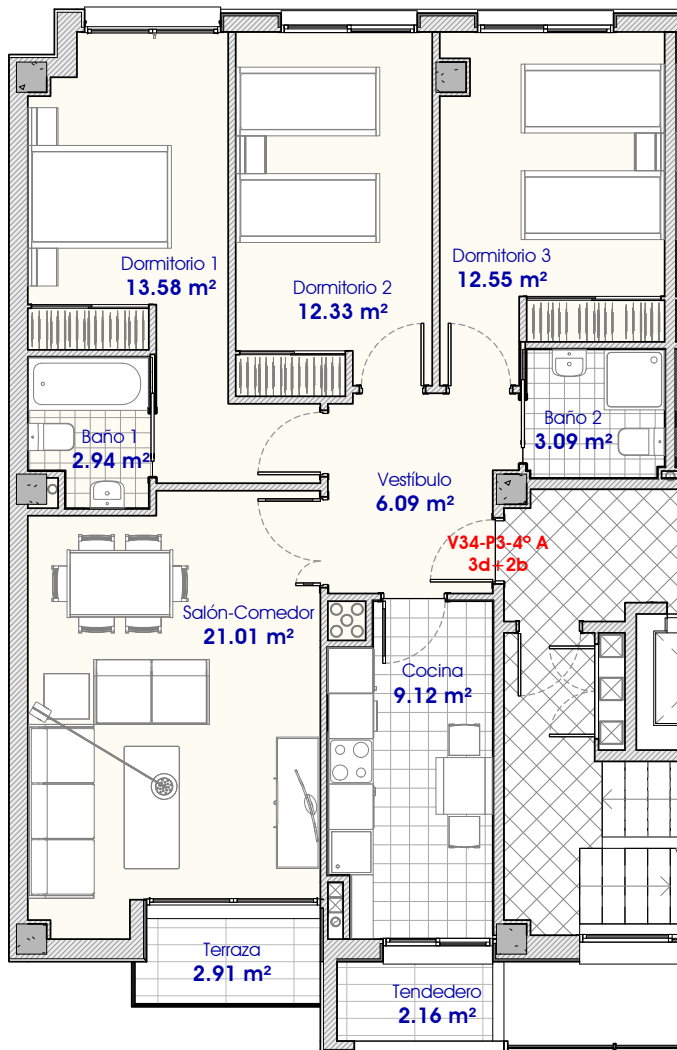 Dormitorio 1
13.58 m²
Dormitorio 2
12.33 m²
Dormitorio 3
12.55 m²
Baño 1
2.94 m²
Baño 2
3.09 m²
Vestíbulo
6.09 m²
V34-P3-4º A
3d+2b
Salón-Comedor
21.01 m²
Cocina
9.12 m²
Terraza
2.91 m²
Tendedero
2.16 m²